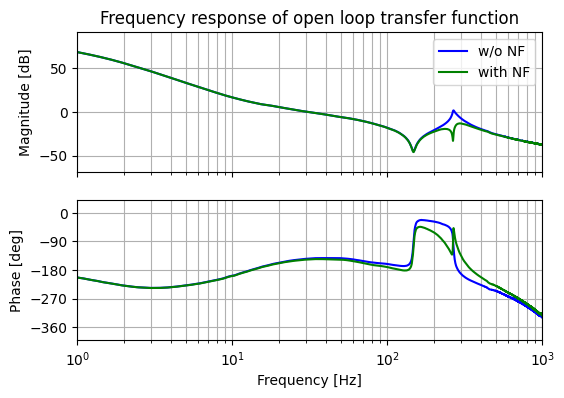 Frequency response of open loop transfer function
Magnitude [dB]
50
0
−50
w/o NF
with NF
Phase [deg]
0
−90
−180
−270
−360
10^0
10^1
10^2
10^3
Frequency [Hz]